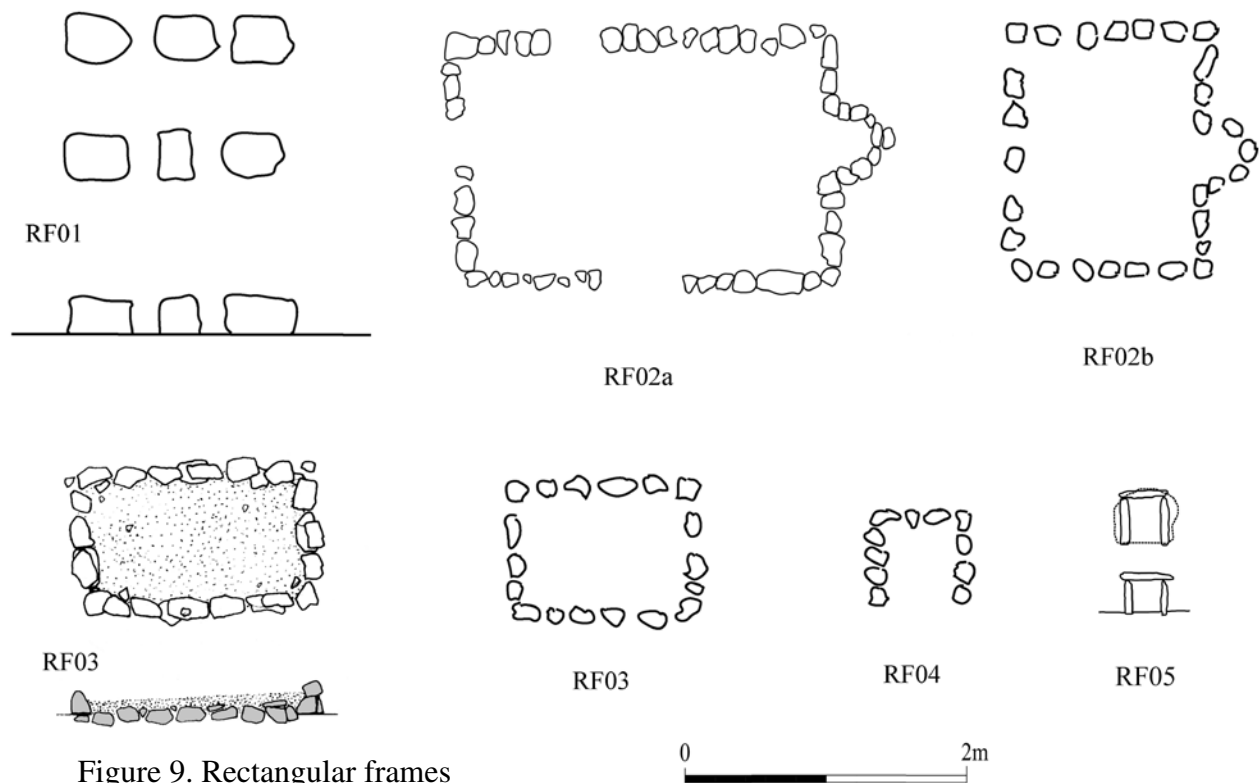 RF01
RF02a
RF02b
RF03
RF03
RF04
RF05
0 2m
Figure 9. Rectangular frames